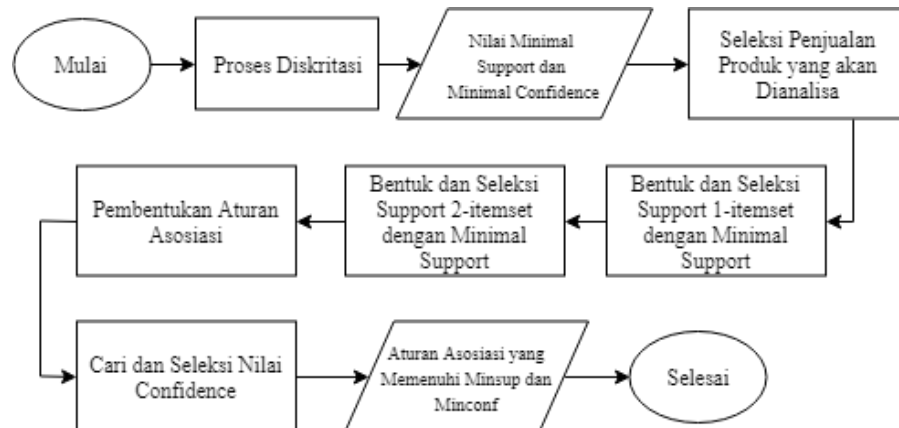 Mulai
Proses Diskritasi
Nilai Minimal
Support dan
Minimal Confidence
Seleksi Penjualan
Produk yang akan
Dianalisa
Bentuk dan Seleksi
Support 1-itemset
dengan Minimal
Support
Bentuk dan Seleksi
Support 2-itemset
dengan Minimal
Support
Pembentukan Aturan
Asosiasi
Cari dan Seleksi Nilai
Confidence
Aturan Asosiasi yang
Memenuhi Minsup dan
Minconf
Selesai